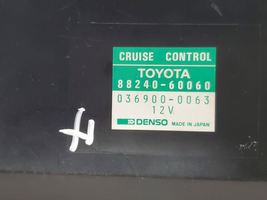 CRUISE CONTROL
TOYOTA
88240-60060
036900-0063
12V
DENSO MADE IN JAPAN